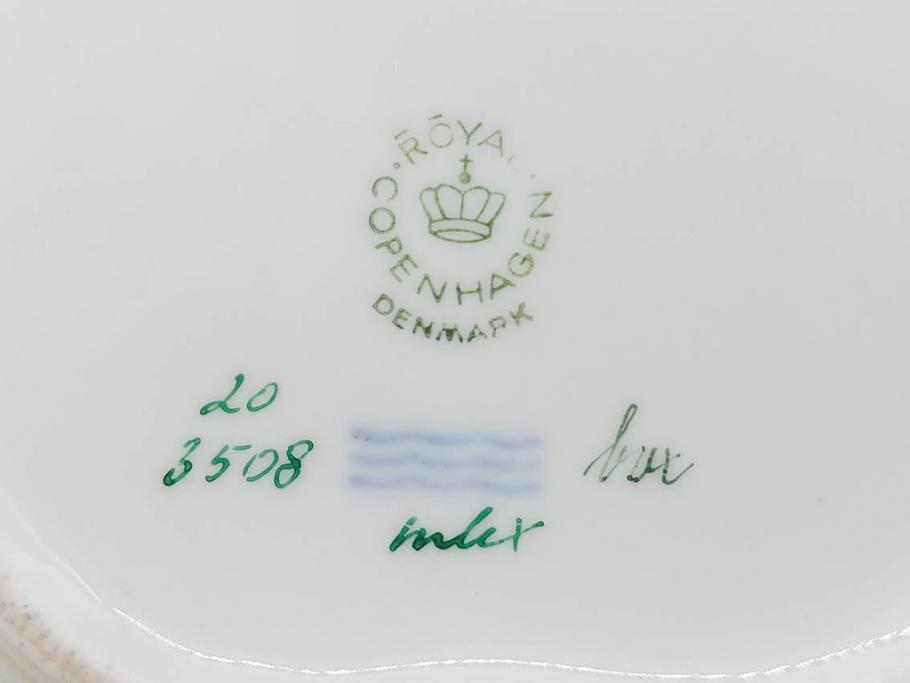 ROYAL
COPENHAGEN
DENMARK
20
3508